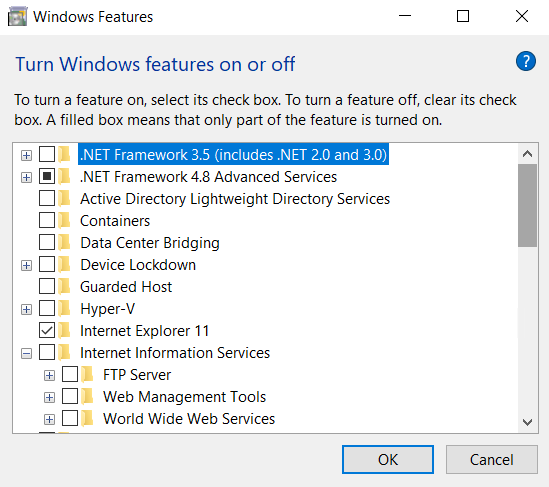 Windows Features
Turn Windows features on or off
?
To turn a feature on, select its check box. To turn a feature off, clear its check
box. A filled box means that only part of the feature is turned on.
.NET Framework 3.5 (includes .NET 2.0 and 3.0)
.NET Framework 4.8 Advanced Services
Active Directory Lightweight Directory Services
Containers
Data Center Bridging
Device Lockdown
Guarded Host
Hyper-V
Internet Explorer 11
Internet Information Services
FTP Server
Web Management Tools
World Wide Web Services
OK
Cancel